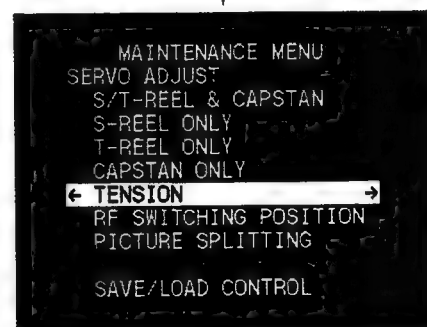 MAINTENANCE MENU
SERVO ADJUST
S/T-REEL & CAPSTAN
S-REEL ONLY
T-REEL ONLY
CAPSTAN ONLY
← TENSION →
RF SWITCHING POSITION
PICTURE SPLITTING
SAVE/LOAD CONTROL